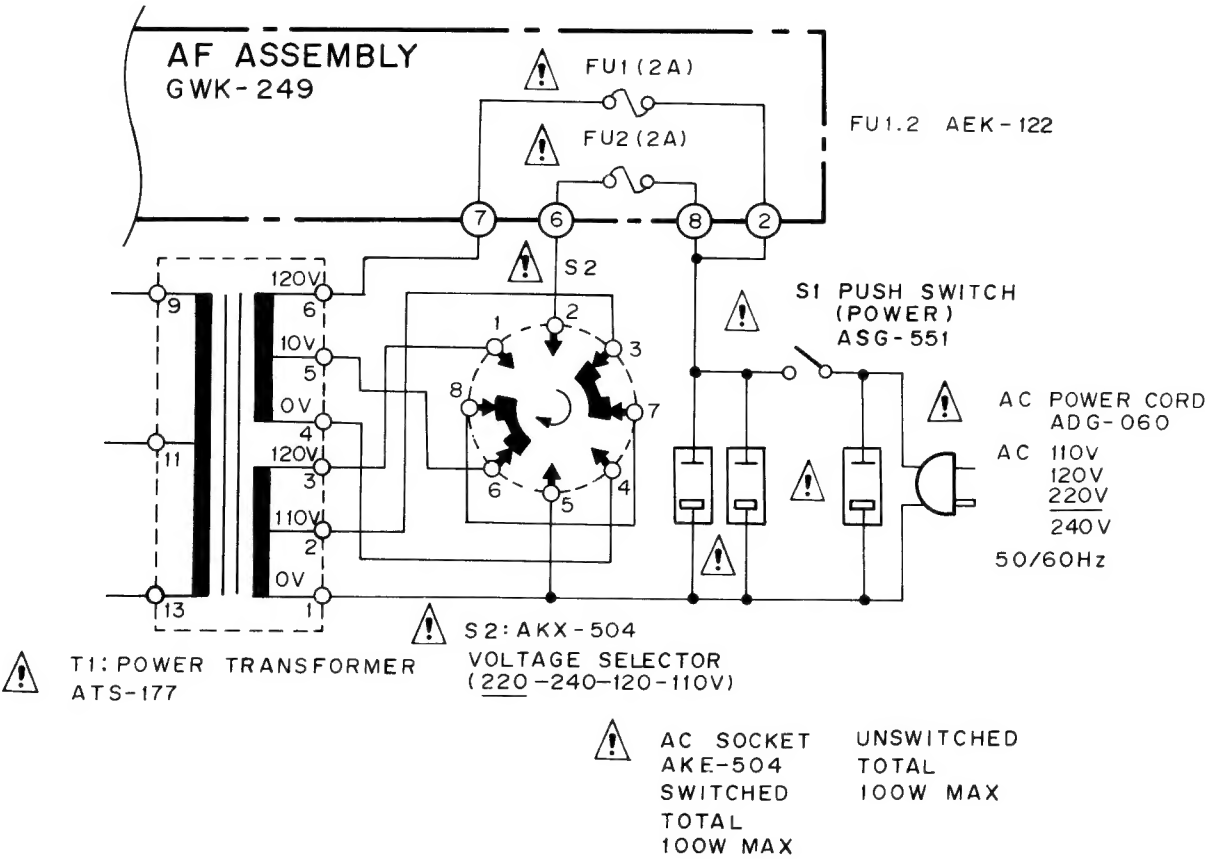 AF ASSEMBLY
GWK-249
FU1 (2A)
FU2 (2A)
FU1.2 AEK-122
7
6
8
2
S2
120V
6
10V
5
0V
4
120V
3
110V
2
0V
1
9
11
13
1
2
3
8
7
6
5
4
S1 PUSH SWITCH
(POWER)
ASG-551
AC POWER CORD
ADG-060
AC 110V
120V
220V
240V
50/60Hz
T1: POWER TRANSFORMER
ATS-177
S2: AKX-504
VOLTAGE SELECTOR
(220-240-120-110V)
AC SOCKET
AKE-504
SWITCHED
TOTAL
100W MAX
UNSWITCHED
TOTAL
100W MAX